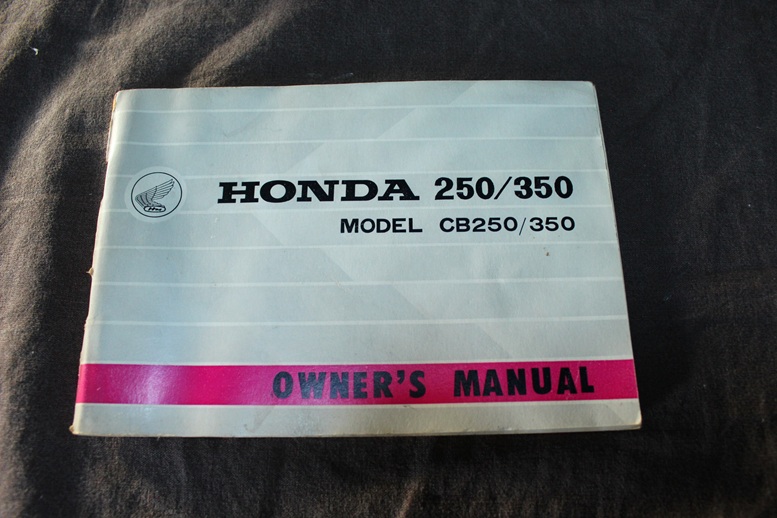 HONDA 250/350
MODEL CB250/350
OWNER'S MANUAL